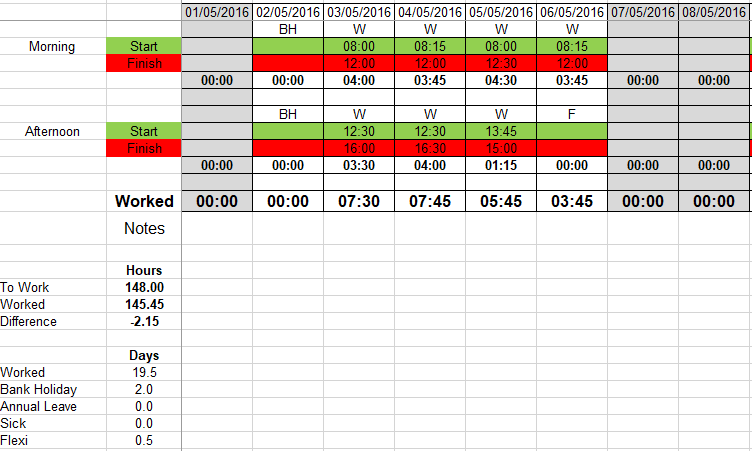 01/05/2016 02/05/2016 03/05/2016 04/05/2016 05/05/2016 06/05/2016 07/05/2016 08/05/2016
BH W W W W
Morning Start 08:00 08:15 08:00 08:15
Finish 12:00 12:00 12:30 12:00
00:00 00:00 04:00 03:45 04:30 03:45 00:00 00:00
BH W W W F
Afternoon Start 12:30 12:30 13:45
Finish 16:00 16:30 15:00
00:00 00:00 03:30 04:00 01:15 00:00 00:00 00:00
Worked 00:00 00:00 07:30 07:45 05:45 03:45 00:00 00:00
Notes
Hours
To Work 148.00
Worked 145.45
Difference -2.15
Days
Worked 19.5
Bank Holiday 2.0
Annual Leave 0.0
Sick 0.0
Flexi 0.5